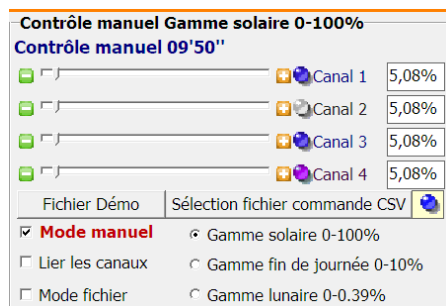 Contrôle manuel Gamme solaire 0-100%
Contrôle manuel 09'50''
Canal 1 5,08%
Canal 2 5,08%
Canal 3 5,08%
Canal 4 5,08%
Fichier Démo Sélection fichier commande CSV
Mode manuel Gamme solaire 0-100%
Lier les canaux Gamme fin de journée 0-10%
Mode fichier Gamme lunaire 0-0.39%